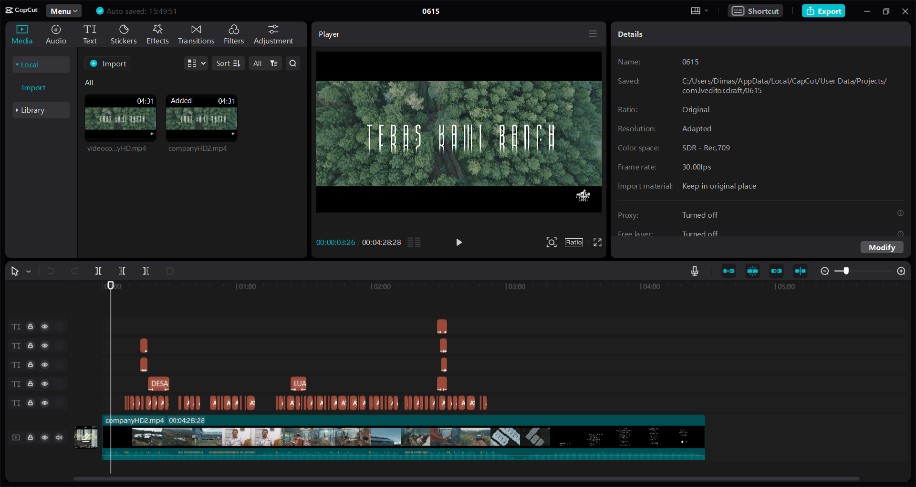 CapCut
Menu
Auto saved: 15:49:51
0615
Shortcut
Export
Media
Audio
Text
Stickers
Effects
Transitions
Filters
Adjustment
Local
Import
Library
Import
Sort
All
All
04:31
Added
04:31
videoco...yHD.mp4
companyHD2.mp4
Player
TERAS KAMI RANCH
00:00:03:26
00:04:28:28
Ratio
Details
Name: 0615
Saved: C:/Users/Dimas/AppData/Local/CapCut/User Data/Projects/
com.lveditor.draft/0615
Ratio: Original
Resolution: Adapted
Color space: SDR - Rec.709
Frame rate: 30.00fps
Import material: Keep in original place
Proxy: Turned off
Free layer: Turned off
Modify
01:00
02:00
03:00
04:00
05:00
DESA
LUA
companyHD2.mp4 00:04:28:28